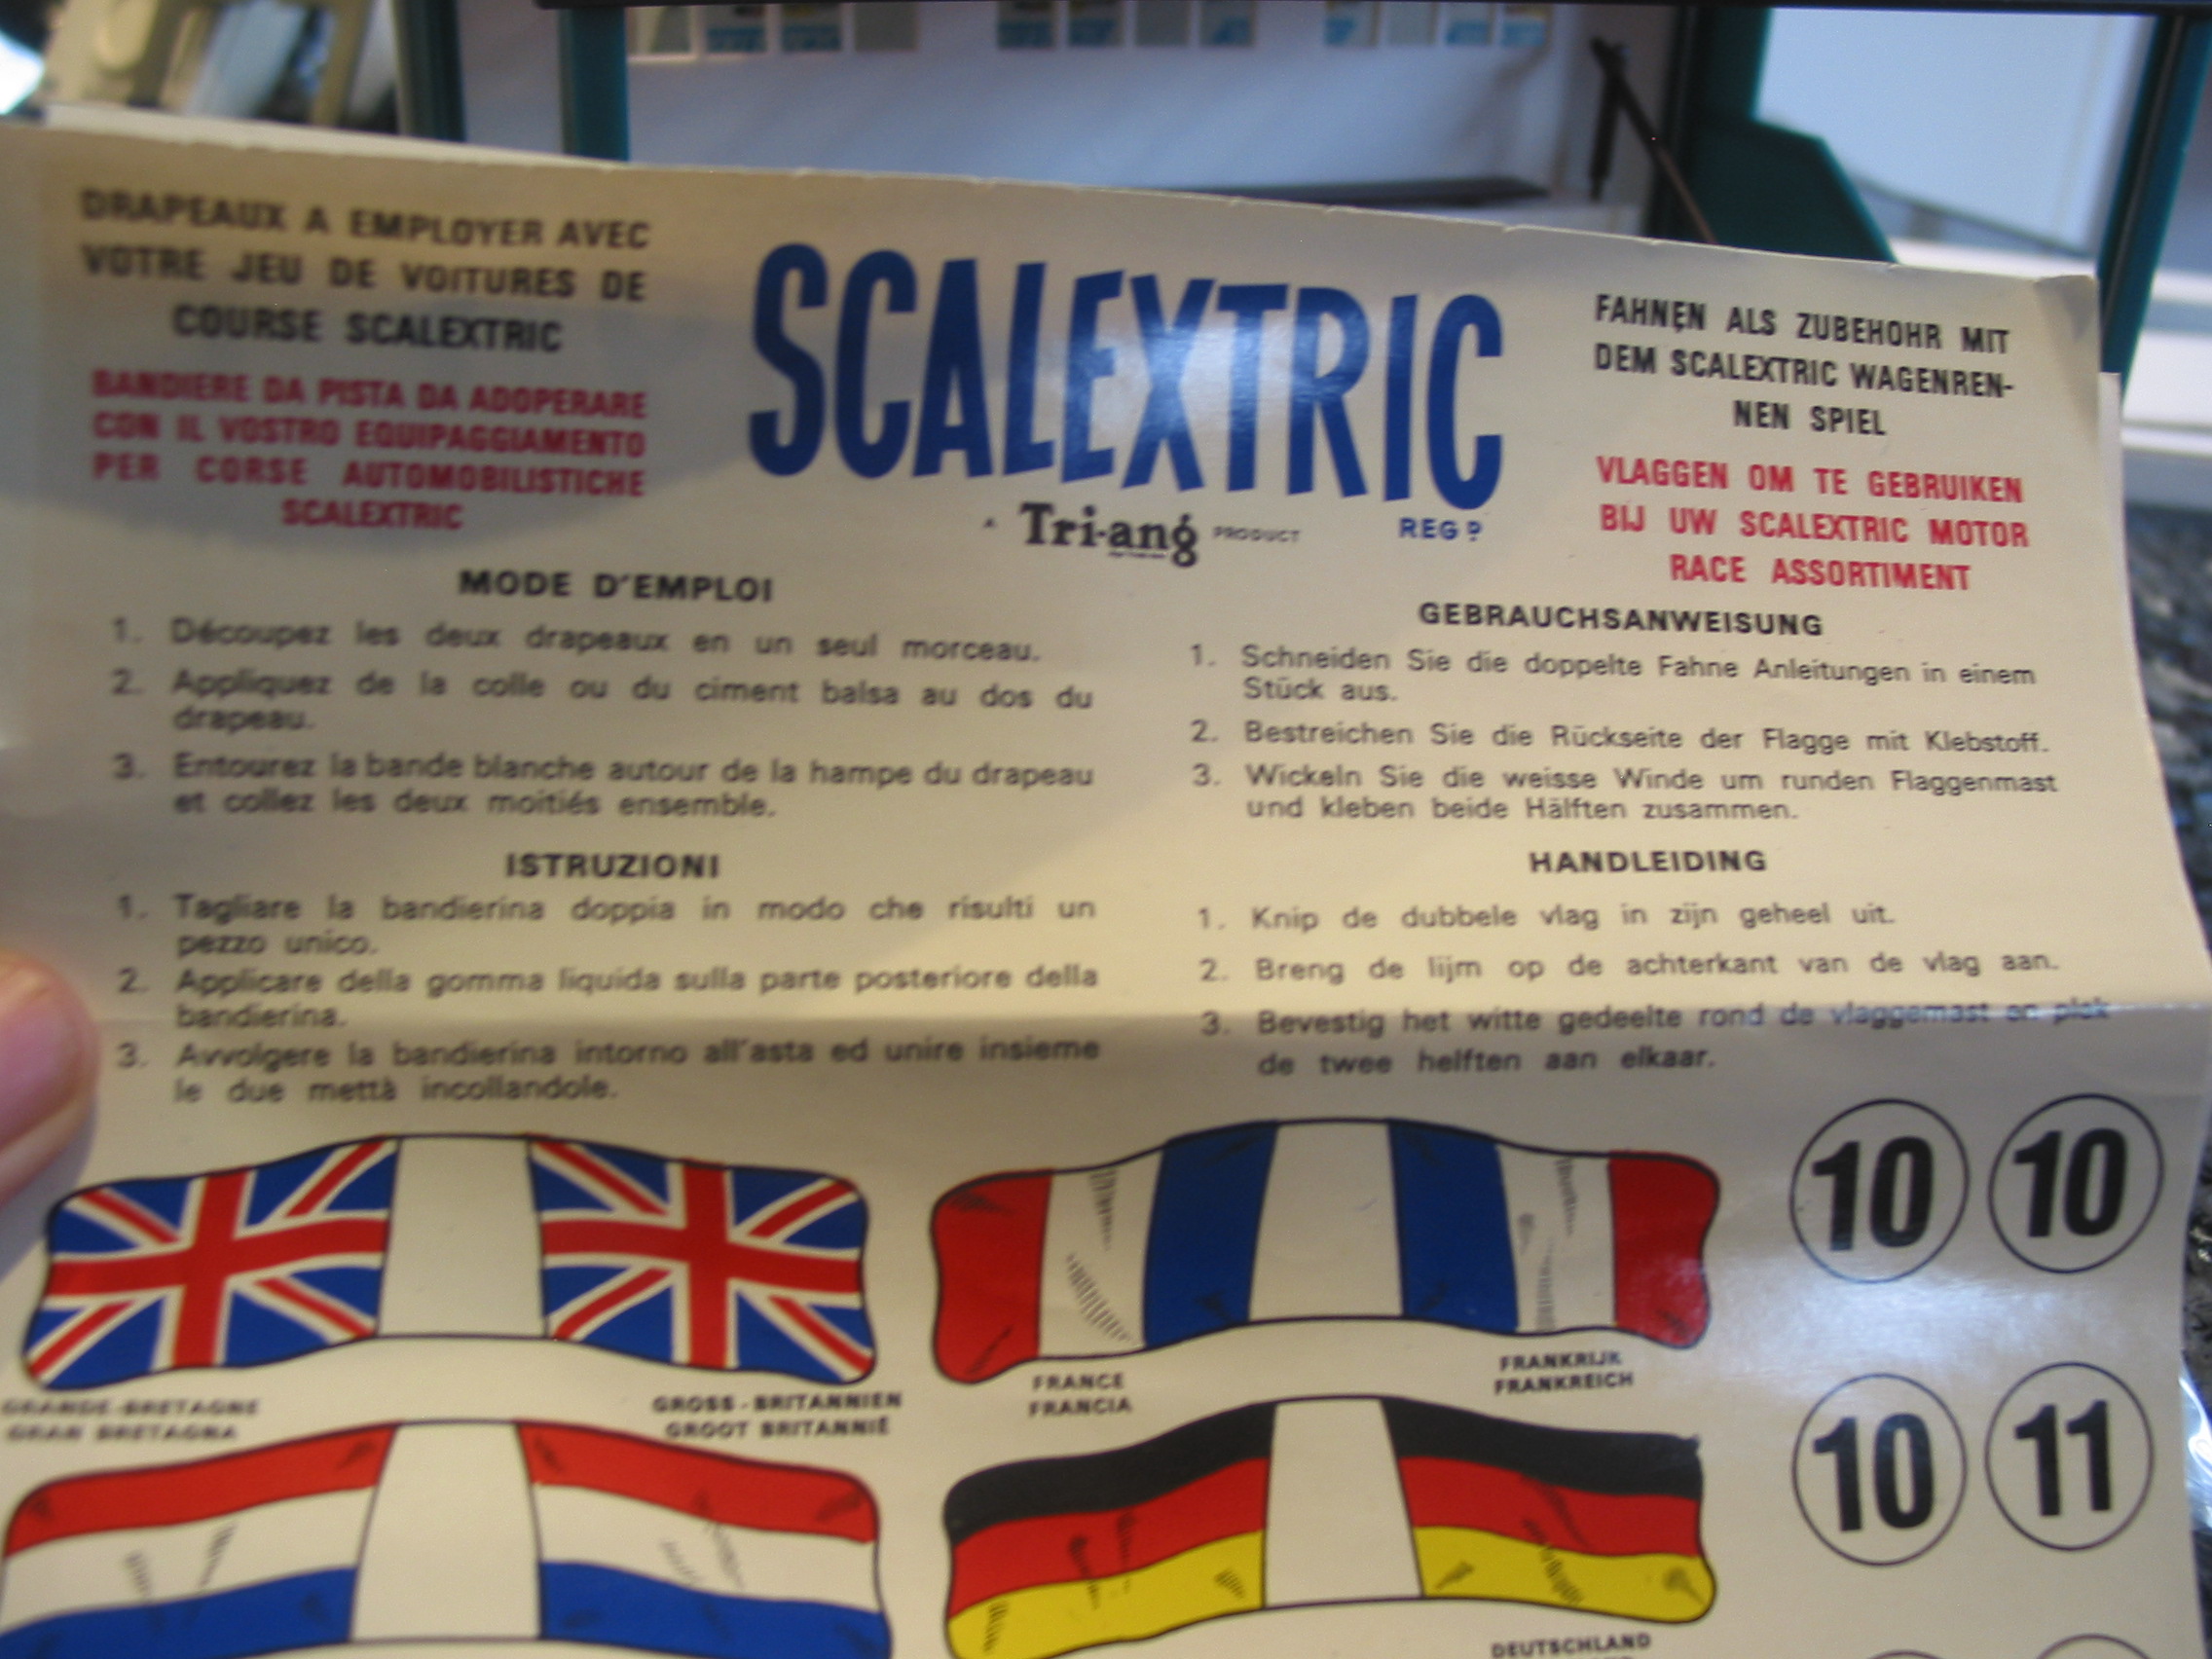 DRAPEAUX A EMPLOYER AVEC
VOTRE JEU DE VOITURES DE
COURSE SCALEXTRIC
BANDIERE DA PISTA DA ADOPERARE
CON IL VOSTRO EQUIPAGGIAMENTO
PER CORSE AUTOMOBILISTICHE
SCALEXTRIC
SCALEXTRIC
A Tri-ang PRODUCT REGD
FAHNEN ALS ZUBEHOHR MIT
DEM SCALEXTRIC WAGENREN-
NEN SPIEL
VLAGGEN OM TE GEBRUIKEN
BIJ UW SCALEXTRIC MOTOR
RACE ASSORTIMENT
MODE D'EMPLOI
1. Découpez les deux drapeaux en un seul morceau.
2. Appliquez de la colle ou du ciment balsa au dos du
drapeau.
3. Entourez la bande blanche autour de la hampe du drapeau
et collez les deux moitiés ensemble.
ISTRUZIONI
1. Tagliare la bandierina doppia in modo che risulti un
pezzo unico.
2. Applicare della gomma liquida sulla parte posteriore della
bandierina.
3. Avvolgere la bandierina intorno all'asta ed unire insieme
le due mettà incollandole.
GEBRAUCHSANWEISUNG
1. Schneiden Sie die doppelte Fahne Anleitungen in einem
Stück aus.
2. Bestreichen Sie die Rückseite der Flagge mit Klebstoff.
3. Wickeln Sie die weisse Winde um runden Flaggenmast
und kleben beide Hälften zusammen.
HANDLEIDING
1. Knip de dubbele vlag in zijn geheel uit.
2. Breng de lijm op de achterkant van de vlag aan.
3. Bevestig het witte gedeelte rond de vlaggemast en plak
de twee helften aan elkaar.
GRANDE-BRETAGNE
GRAN BRETAGNA
GROSS-BRITANNIEN
GROOT BRITANNIË
FRANCE
FRANCIA
FRANKRIJK
FRANKREICH
10 10
10 11
DEUTSCHLAND